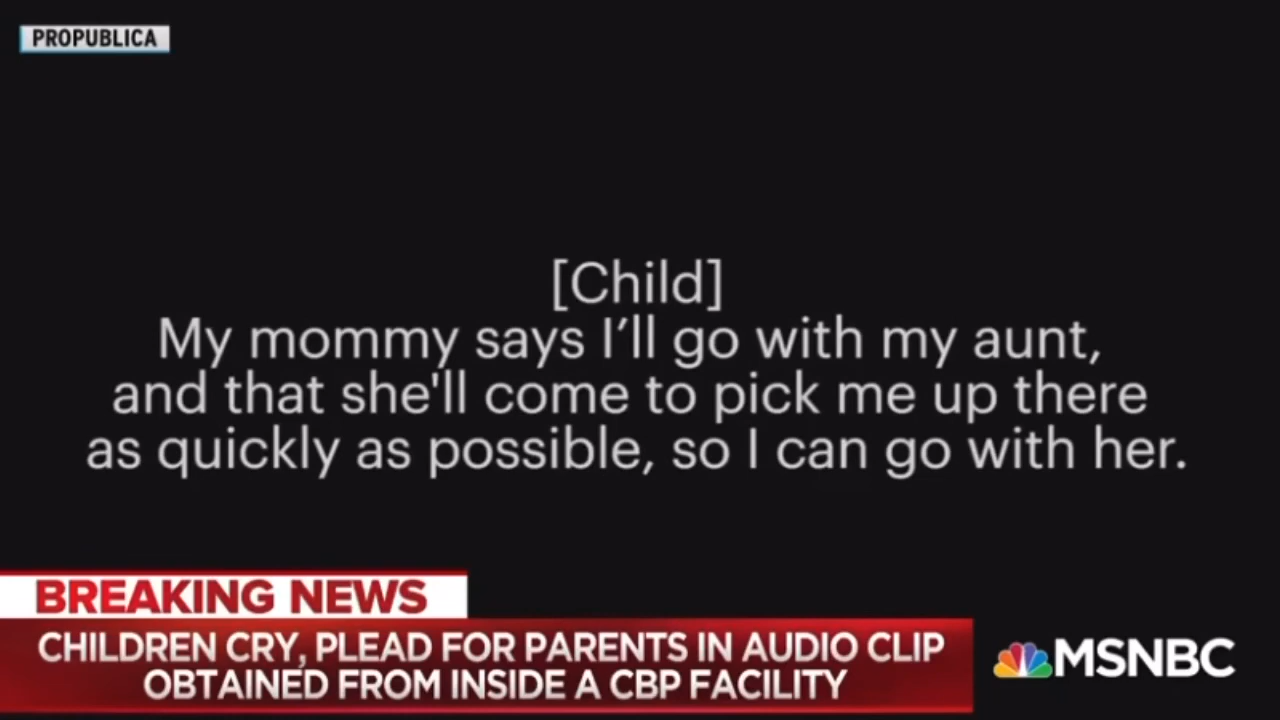 PROPUBLICA
[Child]
My mommy says I’ll go with my aunt,
and that she'll come to pick me up there
as quickly as possible, so I can go with her.
BREAKING NEWS
CHILDREN CRY, PLEAD FOR PARENTS IN AUDIO CLIP
OBTAINED FROM INSIDE A CBP FACILITY
MSNBC